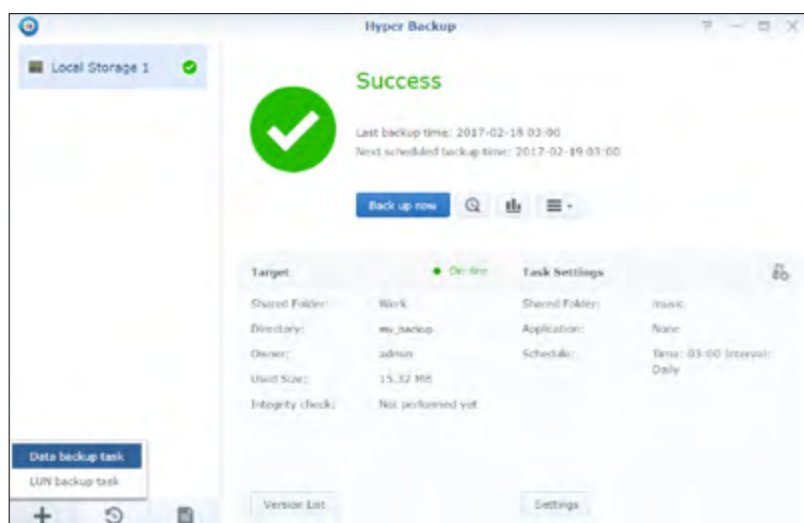 Hyper Backup
Local Storage 1
Success
Last backup time: 2017-02-18 03:00
Next scheduled backup time: 2017-02-19 03:00
Back up now
Target
On-line
Task Settings
Shared Folder: Work
Shared Folder: music
Directory: my_backup
Application: None
Owner: admin
Schedule: Time: 03:00 Interval:
Daily
Used Size: 15.32 MB
Integrity check: Not performed yet
Data backup task
LUN backup task
Version List
Settings